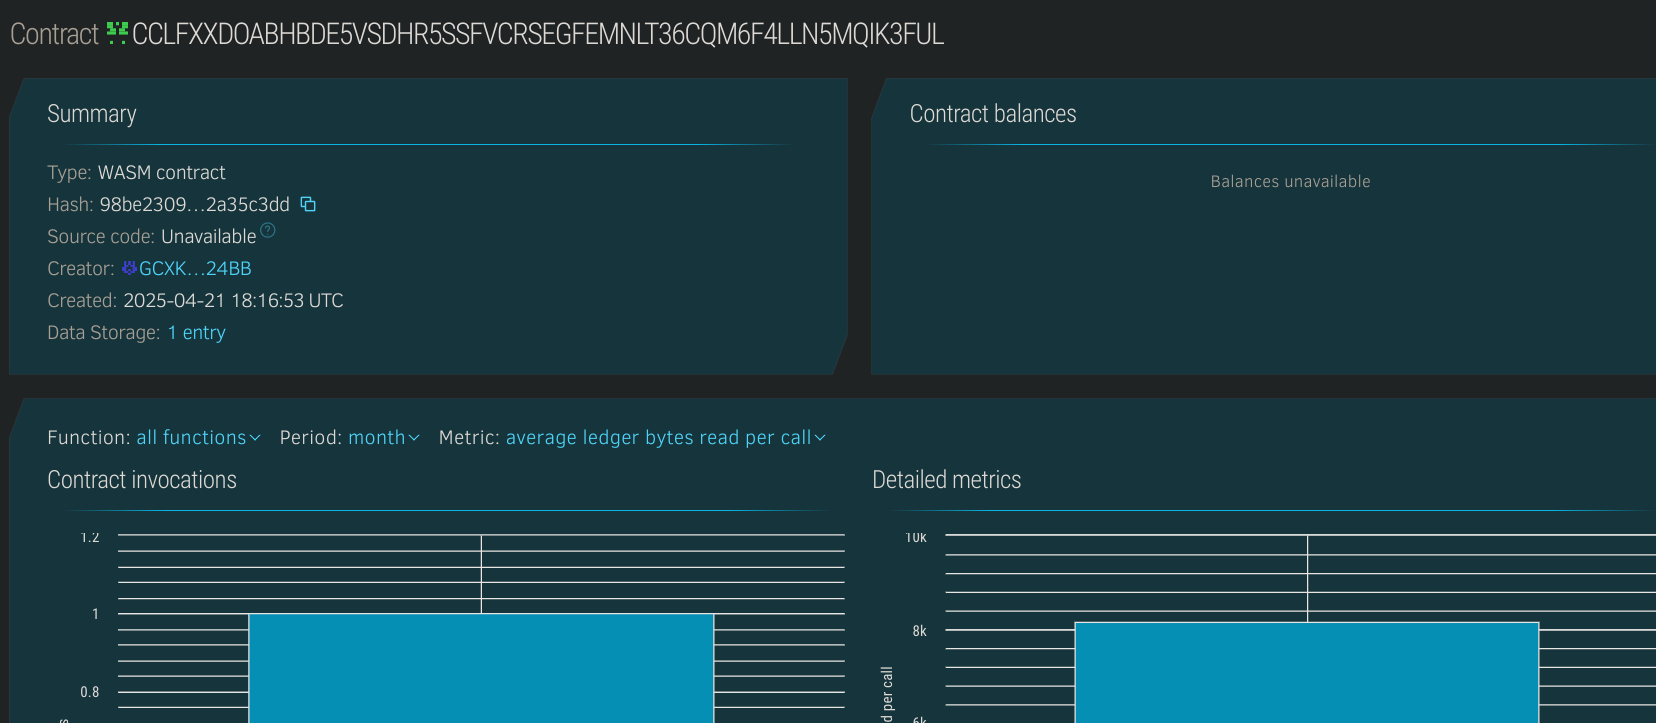 Contract CCLFXXDOABHBDE5VSDHR5SSFVCRSEGFEMNLT36CQM6F4LLN5MQIK3FUL
Summary
Type: WASM contract
Hash: 98be2309...2a35c3dd
Source code: Unavailable ?
Creator: GCXK...24BB
Created: 2025-04-21 18:16:53 UTC
Data Storage: 1 entry
Contract balances
Balances unavailable
Function: all functions Period: month Metric: average ledger bytes read per call
Contract invocations
1.2
1
0.8
Detailed metrics
10k
8k
6k
d per call